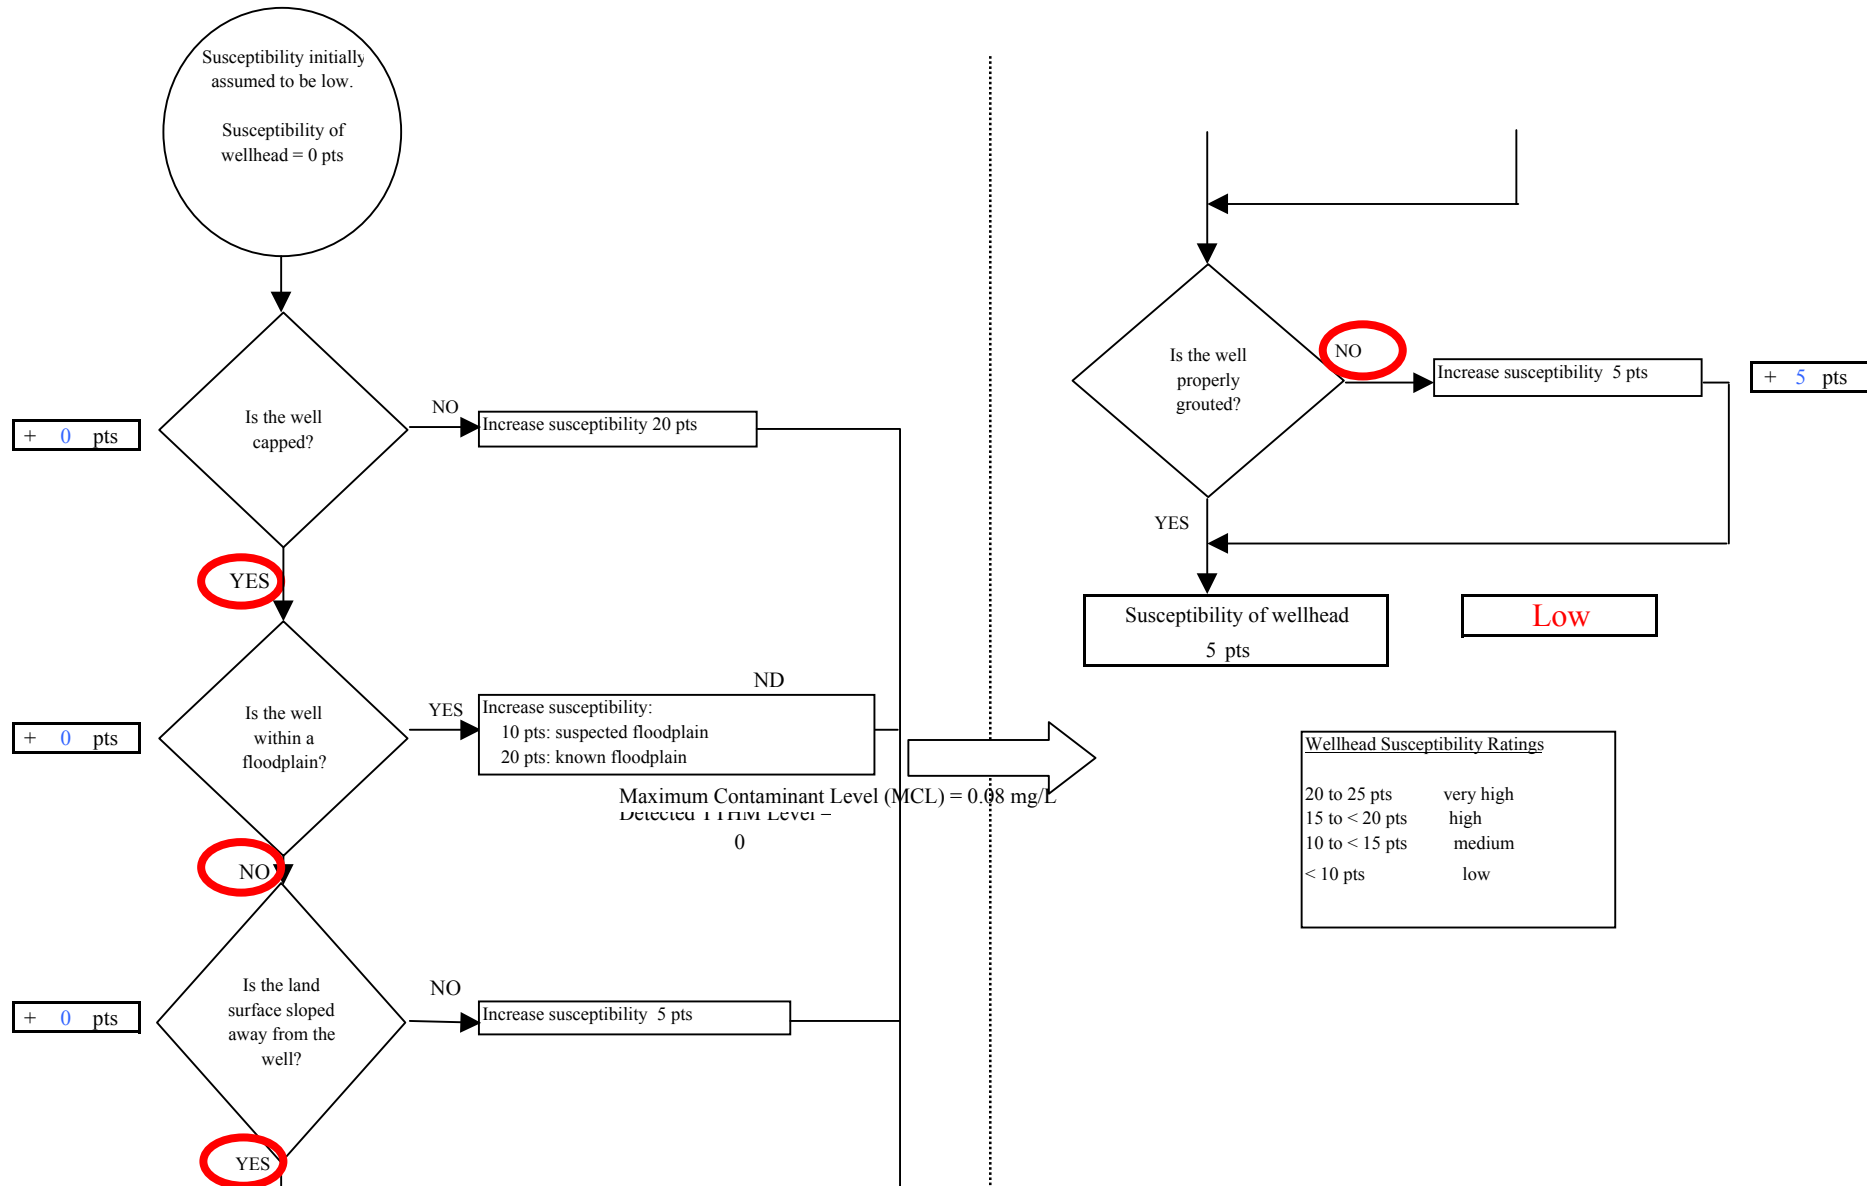 Susceptibility initially
assumed to be low.
Susceptibility of
wellhead = 0 pts
Is the well
capped?
NO
Increase susceptibility 20 pts
+ 0 pts
YES
Is the well
within a
floodplain?
YES
ND
Increase susceptibility:
10 pts: suspected floodplain
20 pts: known floodplain
+ 0 pts
Maximum Contaminant Level (MCL) = 0.08 mg/L
Detected TTHM Level =
0
NO
Is the land
surface sloped
away from the
well?
NO
Increase susceptibility 5 pts
+ 0 pts
YES
Is the well
properly
grouted?
NO
Increase susceptibility 5 pts
+ 5 pts
YES
Susceptibility of wellhead
5 pts
Low
Wellhead Susceptibility Ratings
20 to 25 pts very high
15 to < 20 pts high
10 to < 15 pts medium
< 10 pts low